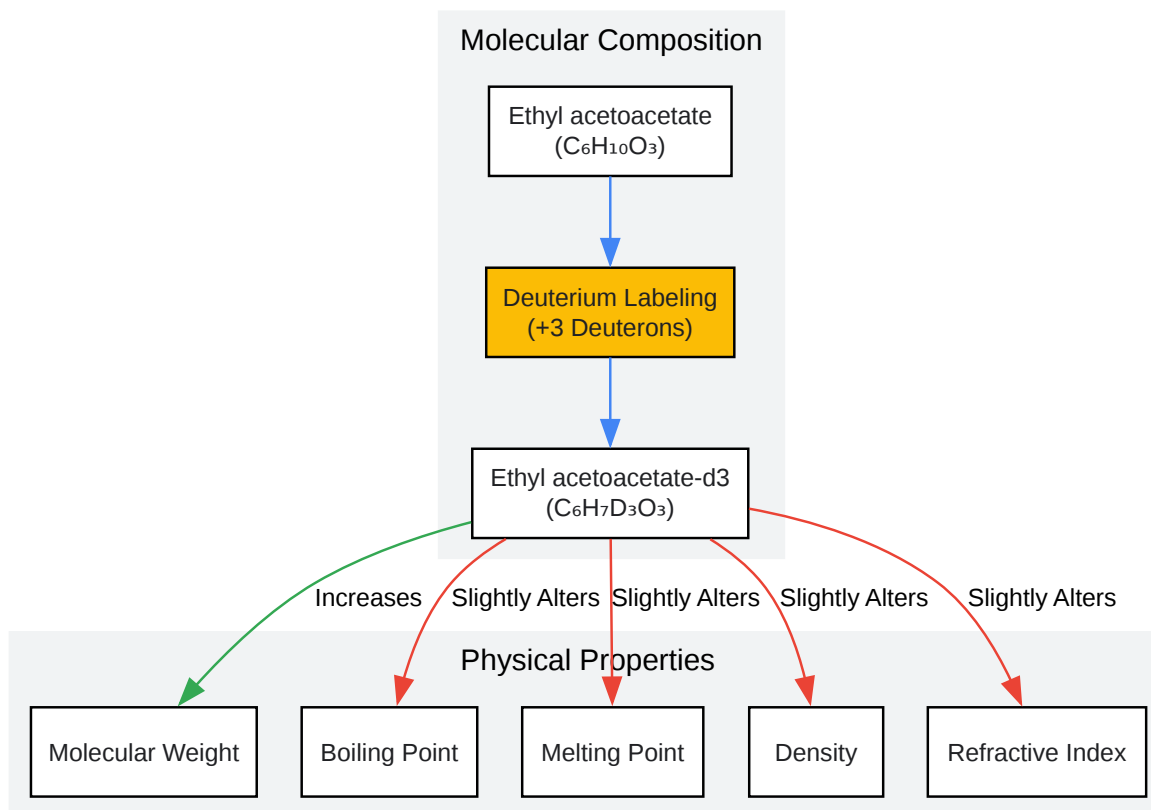 Molecular Composition
Ethyl acetoacetate
(C₆H₁₀O₃)
Deuterium Labeling
(+3 Deuterons)
Ethyl acetoacetate-d3
(C₆H₇D₃O₃)
Increases
Slightly Alters
Slightly Alters
Slightly Alters
Slightly Alters
Physical Properties
Molecular Weight
Boiling Point
Melting Point
Density
Refractive Index